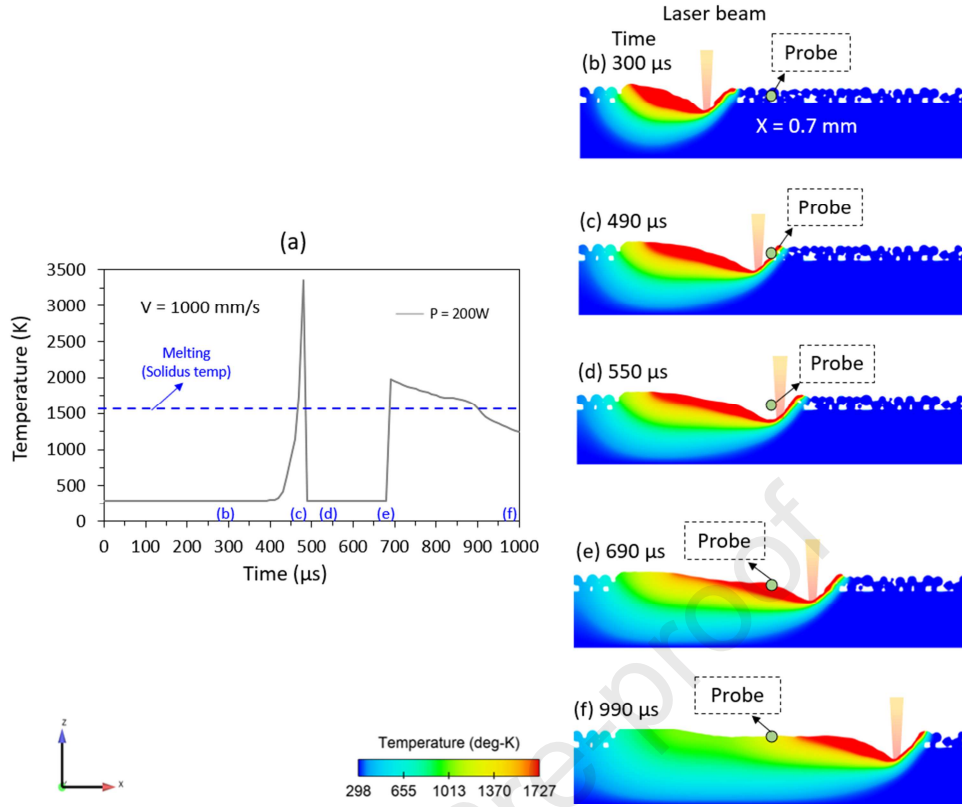 Laser beam
Time
(b) 300 µs
Probe
X = 0.7 mm
(c) 490 µs
Probe
(d) 550 µs
Probe
(e) 690 µs
Probe
(f) 990 µs
Probe
(a)
3500
3000
2500
2000
1500
1000
500
0
Temperature (K)
V = 1000 mm/s
P = 200W
Melting
(Solidus temp)
(b) (c) (d) (e) (f)
0 100 200 300 400 500 600 700 800 900 1000
Time (µs)
z
x
Temperature (deg-K)
298 655 1013 1370 1727
re-proof